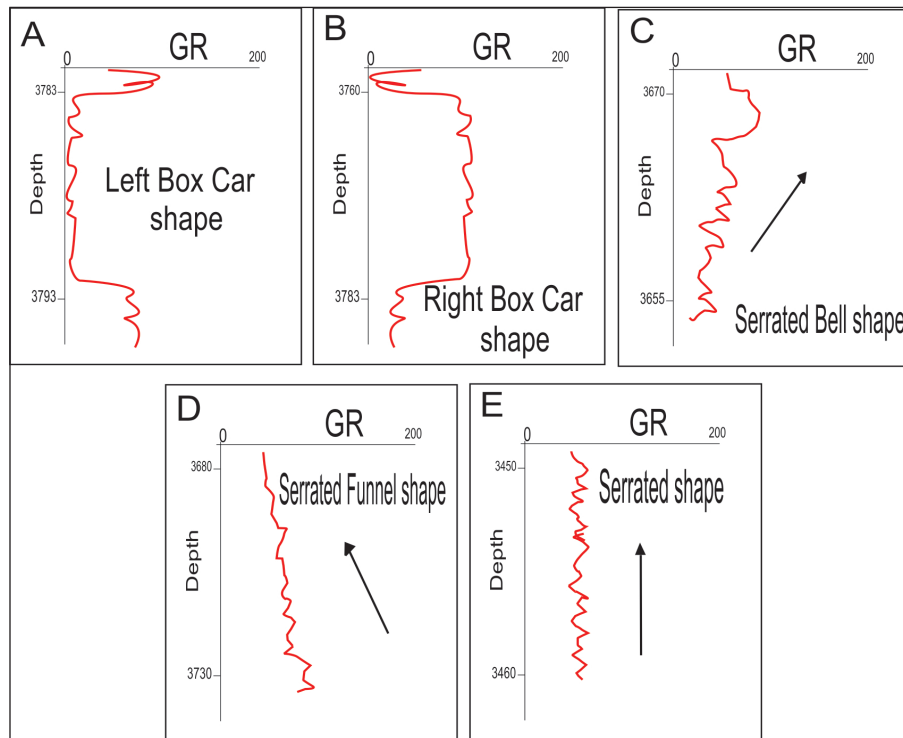 A
GR
0
200
3783
Depth
Left Box Car
shape
3793
B
GR
0
200
3760
Depth
3783
Right Box Car
shape
C
GR
0
200
3670
Depth
3655
Serrated Bell shape
D
GR
0
200
3680
Serrated Funnel shape
Depth
3730
E
GR
0
200
3450
Serrated shape
Depth
3460